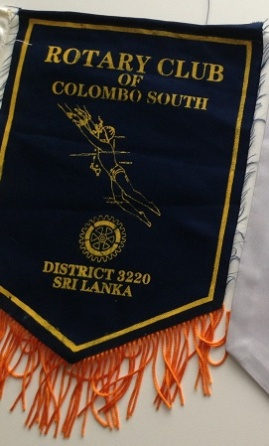 ROTARY CLUB
OF
COLOMBO SOUTH
DISTRICT 3220
SRI LANKA